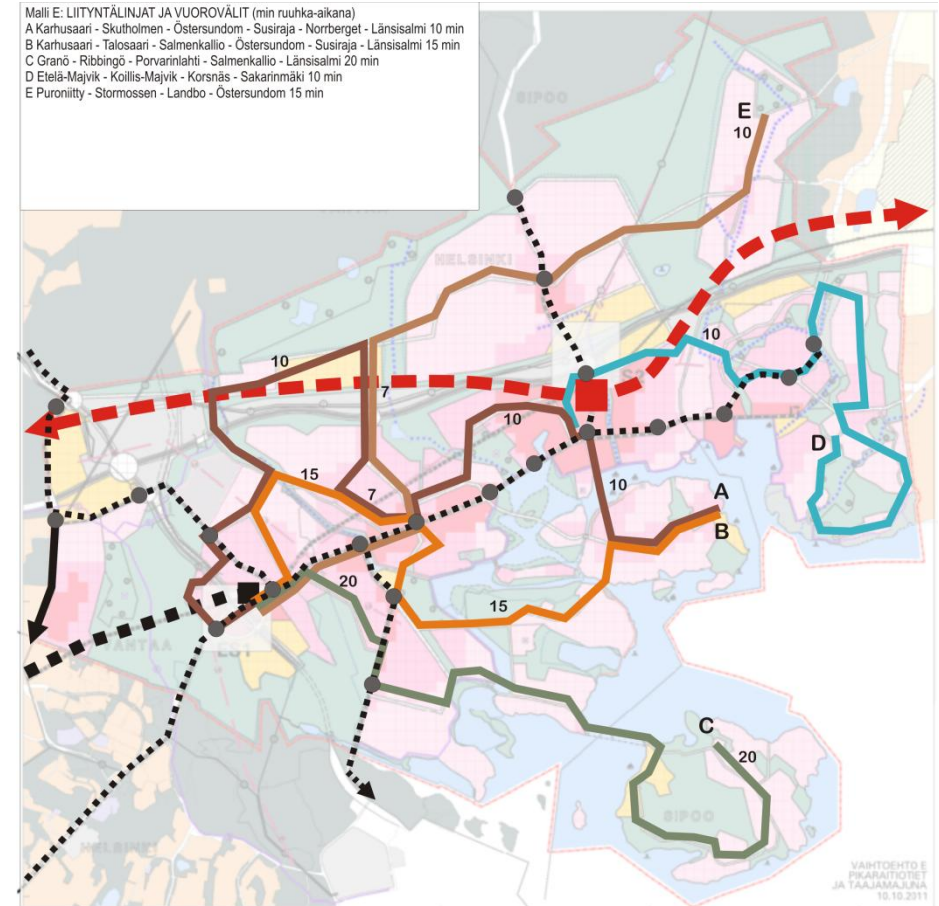 Malli E: LIITYNTÄLINJAT JA VUOROVÄLIT (min ruuhka-aikana)
A Karhusaari - Skutholmen - Östersundom - Susiraja - Norrberget - Länsisalmi 10 min
B Karhusaari - Talosaari - Salmenkallio - Östersundom - Susiraja - Länsisalmi 15 min
C Granö - Ribbingö - Porvarinlahti - Salmenkallio - Länsisalmi 20 min
D Etelä-Majvik - Koillis-Majvik - Korsnäs - Sakarinmäki 10 min
E Puroniitty - Stormossen - Landbo - Östersundom 15 min
SIPOO
E
10
HELSINKI
10
10
7
10
15
7
10
D
A
B
20
15
VANTAA
C
20
SIPOO
HELSINKI
VAIHTOEHTO E
PIKARAITIOTIET
JA TAAJAMAJUNA
10.10.2011